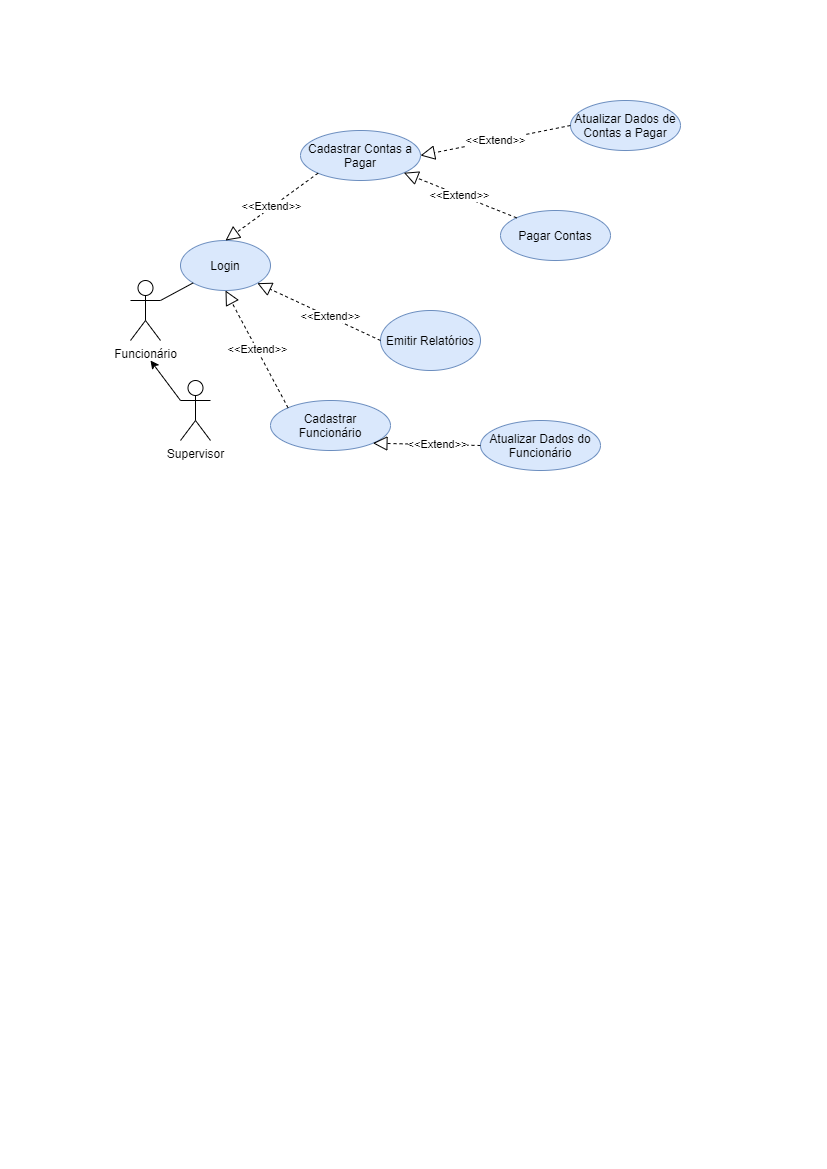 Atualizar Dados de
Contas a Pagar
<<Extend>>
Cadastrar Contas a
Pagar
<<Extend>>
<<Extend>>
Pagar Contas
Login
<<Extend>>
Emitir Relatórios
<<Extend>>
Funcionário
Cadastrar
Funcionário
<<Extend>>
Atualizar Dados do
Funcionário
Supervisor